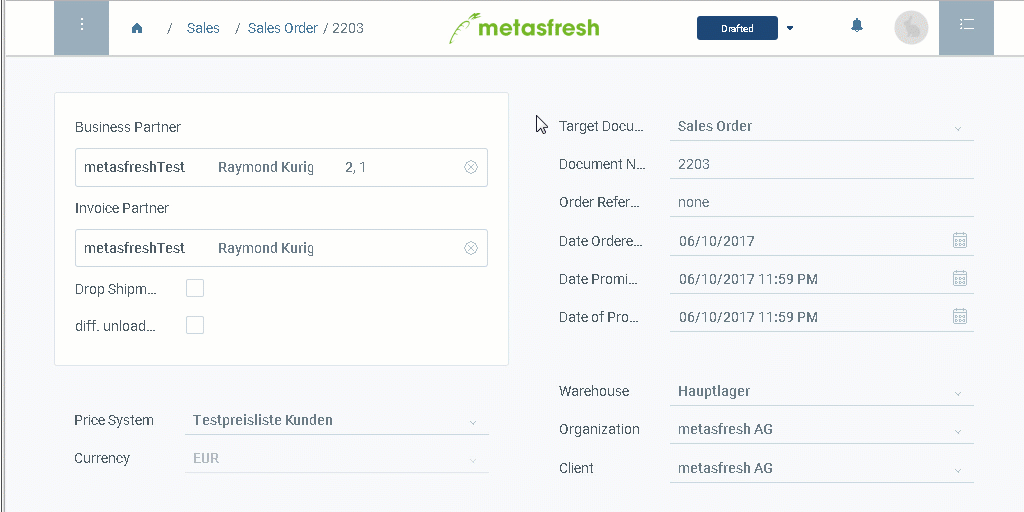 / Sales / Sales Order / 2203
metasfresh
Drafted
Business Partner
metasfreshTest Raymond Kurig 2, 1
Invoice Partner
metasfreshTest Raymond Kurig
Drop Shipm...
diff. unload...
Price System Testpreisliste Kunden
Currency EUR
Target Docu... Sales Order
Document N... 2203
Order Refer... none
Date Ordere... 06/10/2017
Date Promi... 06/10/2017 11:59 PM
Date of Pro... 06/10/2017 11:59 PM
Warehouse Hauptlager
Organization metasfresh AG
Client metasfresh AG